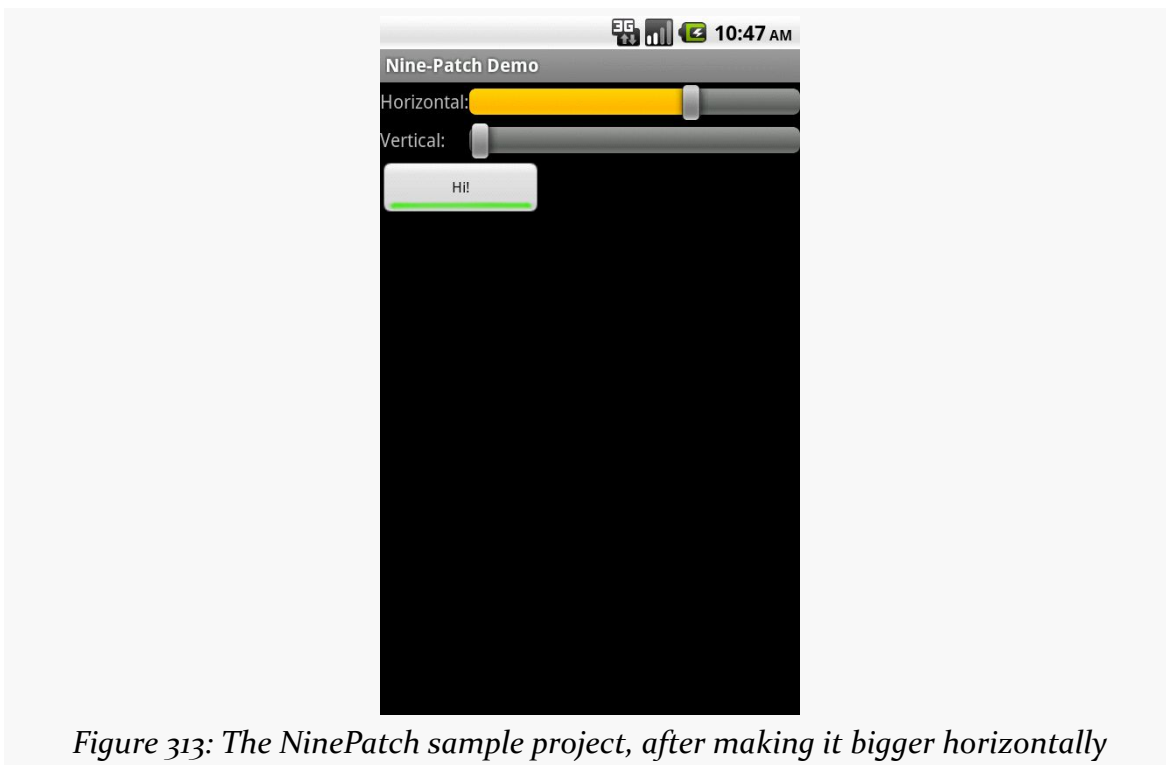 3G 10:47 AM
Nine-Patch Demo
Horizontal:
Vertical:
Hi!
Figure 313: The NinePatch sample project, after making it bigger horizontally